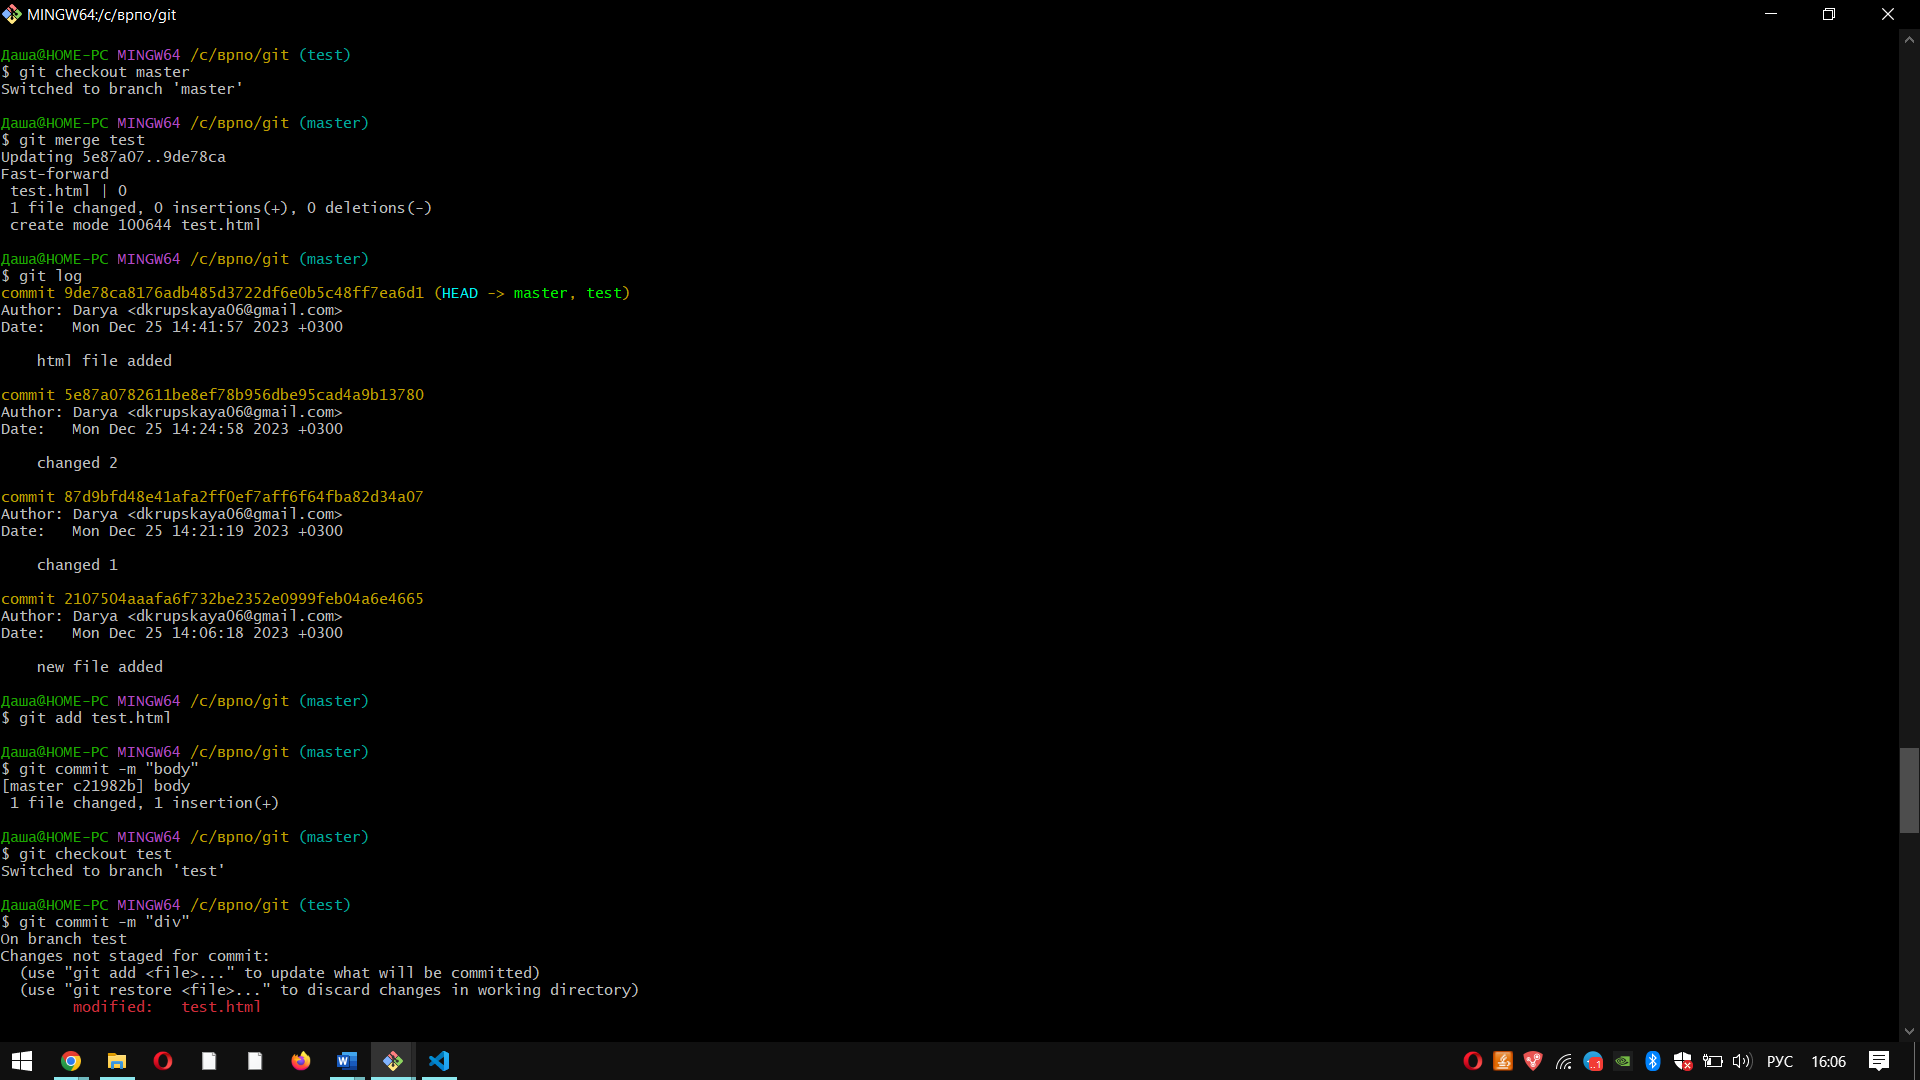 MINGW64:/c/врпо/git
Даша@HOME-PC MINGW64 /c/врпо/git (test)
$ git checkout master
Switched to branch 'master'
Даша@HOME-PC MINGW64 /c/врпо/git (master)
$ git merge test
Updating 5e87a07..9de78ca
Fast-forward
 test.html | 0
 1 file changed, 0 insertions(+), 0 deletions(-)
 create mode 100644 test.html
Даша@HOME-PC MINGW64 /c/врпо/git (master)
$ git log
commit 9de78ca8176adb485d3722df6e0b5c48ff7ea6d1 (HEAD -> master, test)
Author: Darya <dkrupskaya06@gmail.com>
Date:   Mon Dec 25 14:41:57 2023 +0300
    html file added
commit 5e87a0782611be8ef78b956dbe95cad4a9b13780
Author: Darya <dkrupskaya06@gmail.com>
Date:   Mon Dec 25 14:24:58 2023 +0300
    changed 2
commit 87d9bfd48e41afa2ff0ef7aff6f64fba82d34a07
Author: Darya <dkrupskaya06@gmail.com>
Date:   Mon Dec 25 14:21:19 2023 +0300
    changed 1
commit 2107504aaafa6f732be2352e0999feb04a6e4665
Author: Darya <dkrupskaya06@gmail.com>
Date:   Mon Dec 25 14:06:18 2023 +0300
    new file added
Даша@HOME-PC MINGW64 /c/врпо/git (master)
$ git add test.html
Даша@HOME-PC MINGW64 /c/врпо/git (master)
$ git commit -m "body"
[master c21982b] body
 1 file changed, 1 insertion(+)
Даша@HOME-PC MINGW64 /c/врпо/git (master)
$ git checkout test
Switched to branch 'test'
Даша@HOME-PC MINGW64 /c/врпо/git (test)
$ git commit -m "div"
On branch test
Changes not staged for commit:
  (use "git add <file>..." to update what will be committed)
  (use "git restore <file>..." to discard changes in working directory)
        modified:   test.html
РУС 16:06